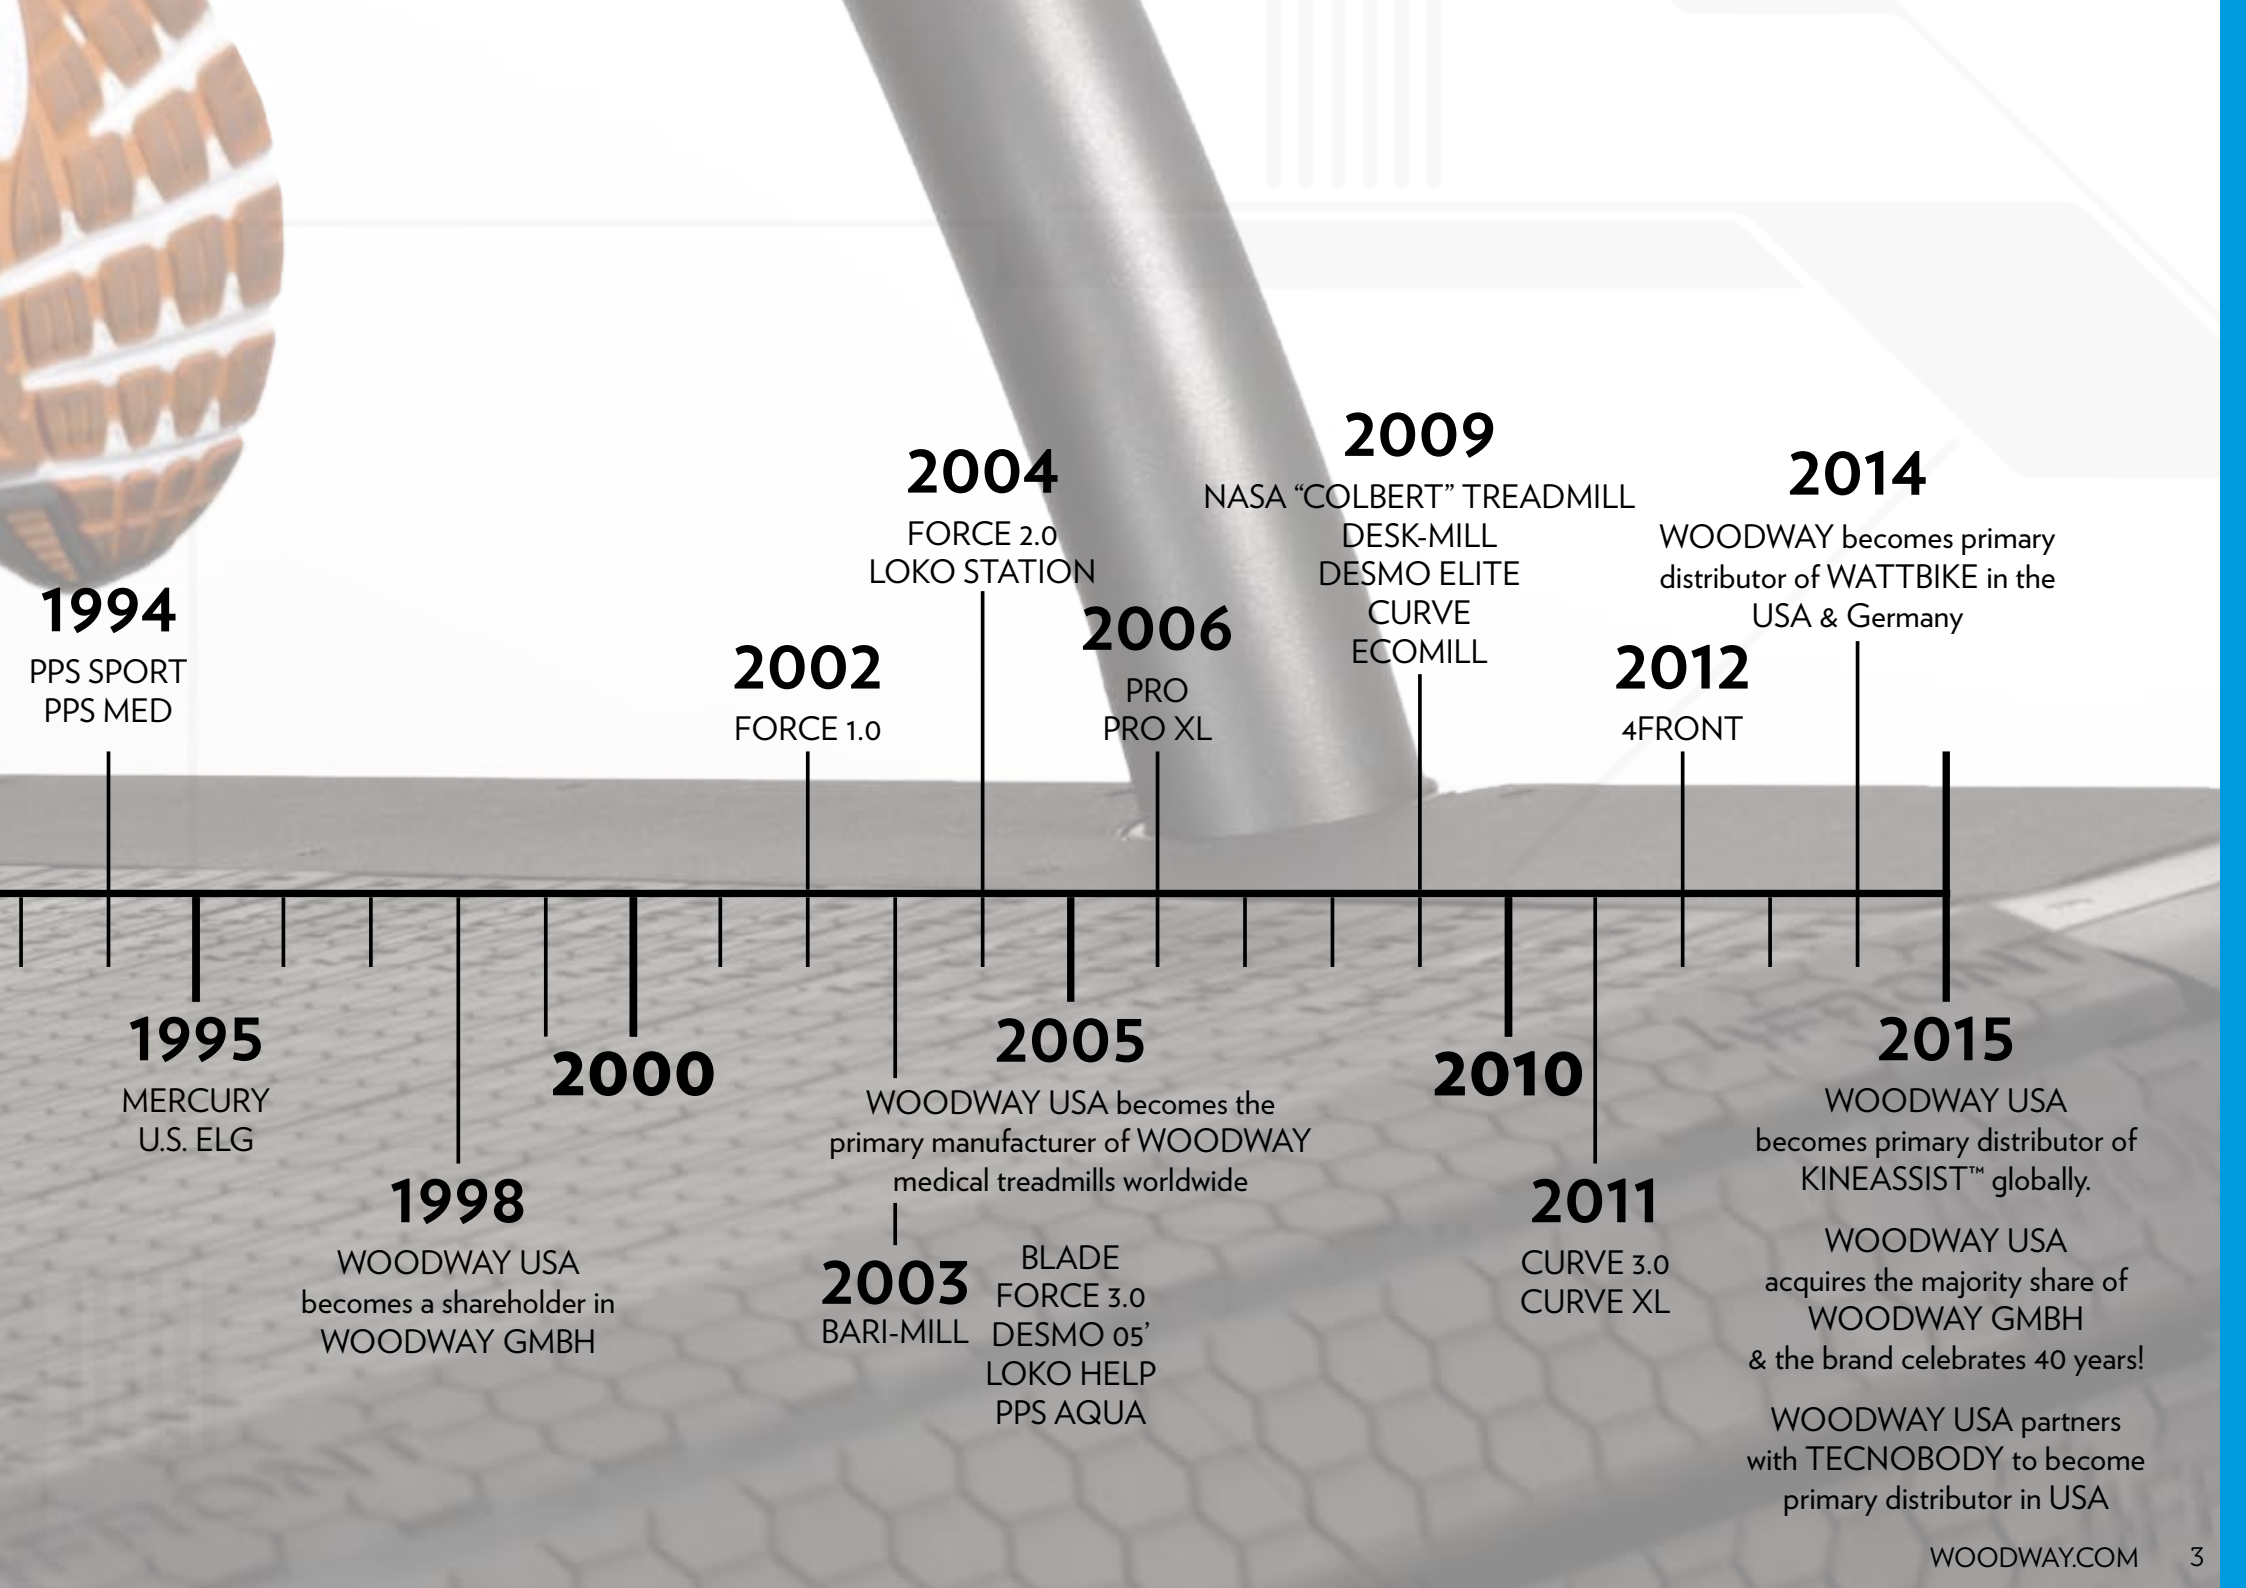 1994
PPS SPORT
PPS MED
2002
FORCE 1.0
2004
FORCE 2.0
LOKO STATION
2006
PRO
PRO XL
2009
NASA “COLBERT” TREADMILL
DESK-MILL
DESMO ELITE
CURVE
ECOMILL
2012
4FRONT
2014
WOODWAY becomes primary
distributor of WATTBIKE in the
USA & Germany
1995
MERCURY
U.S. ELG
1998
WOODWAY USA
becomes a shareholder in
WOODWAY GMBH
2000
2003
BARI-MILL
2005
WOODWAY USA becomes the
primary manufacturer of WOODWAY
medical treadmills worldwide
BLADE
FORCE 3.0
DESMO 05’
LOKO HELP
PPS AQUA
2010
2011
CURVE 3.0
CURVE XL
2015
WOODWAY USA
becomes primary distributor of
KINEASSIST™ globally.
WOODWAY USA
acquires the majority share of
WOODWAY GMBH
& the brand celebrates 40 years!
WOODWAY USA partners
with TECNOBODY to become
primary distributor in USA
WOODWAY.COM 3